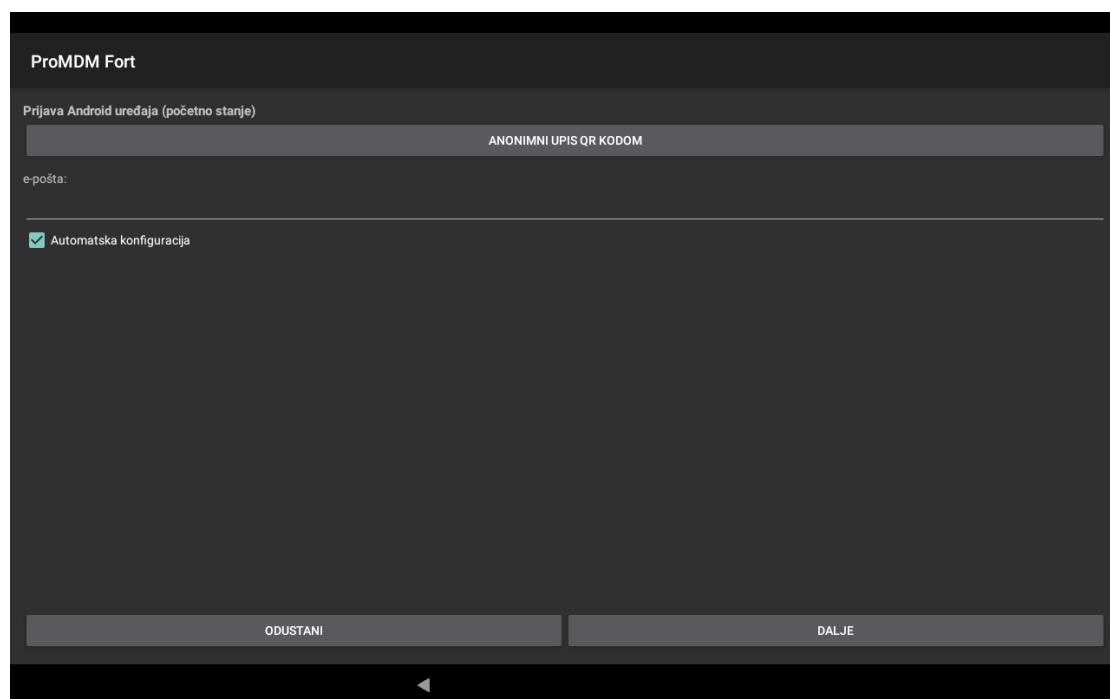 ProMDM Fort
Prijava Android uređaja (početno stanje)
ANONIMNI UPIS QR KODOM
e-pošta:
Automatska konfiguracija
ODUSTANI
DALJE